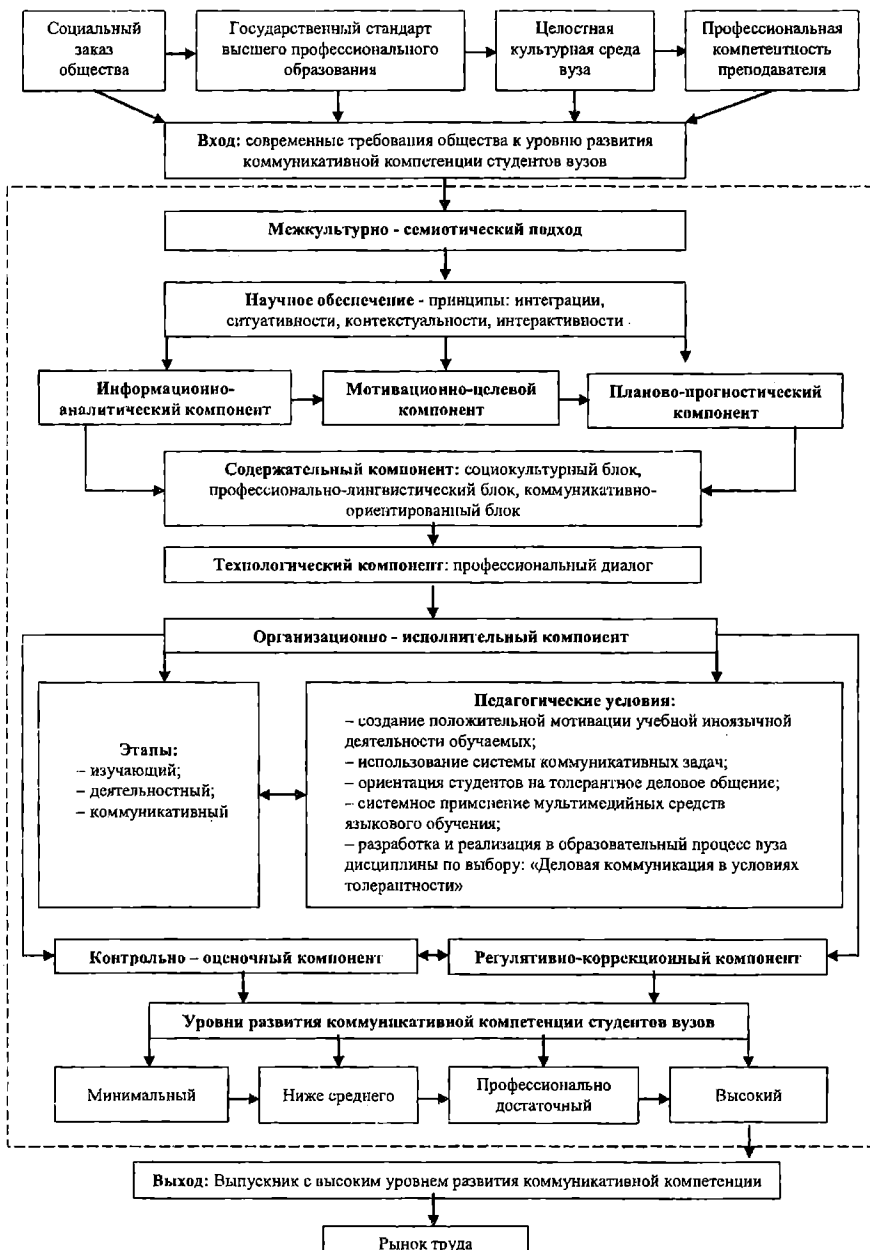 Социальный
заказ
общества
Государственный стандарт
высшего профессионального
образования
Целостная
культурная среда
вуза
Профессиональная
компетентность
преподавателя
Вход: современные требования общества к уровню развития
коммуникативной компетенции студентов вузов
Межкультурно - семиотический подход
Научное обеспечение - принципы: интеграции,
ситуативности, контекстуальности, интерактивности
Информационно-
аналитический компонент
Мотивационно-целевой
компонент
Планово-прогностический
компонент
Содержательный компонент: социокультурный блок,
профессионально-лингвистический блок, коммуникативно-
ориентированный блок
Технологический компонент: профессиональный диалог
Организационно - исполнительный компонент
Этапы:
– изучающий;
– деятельностный;
– коммуникативный
Педагогические условия:
– создание положительной мотивации учебной иноязычной
деятельности обучаемых;
– использование системы коммуникативных задач;
– ориентация студентов на толерантное деловое общение;
– системное применение мультимедийных средств
языкового обучения;
– разработка и реализация в образовательный процесс вуза
дисциплины по выбору: «Деловая коммуникация в условиях
толерантности»
Контрольно – оценочный компонент
Регулятивно-коррекционный компонент
Уровни развития коммуникативной компетенции студентов вузов
Минимальный
Ниже среднего
Профессионально
достаточный
Высокий
Выход: Выпускник с высоким уровнем развития коммуникативной компетенции
Рынок труда